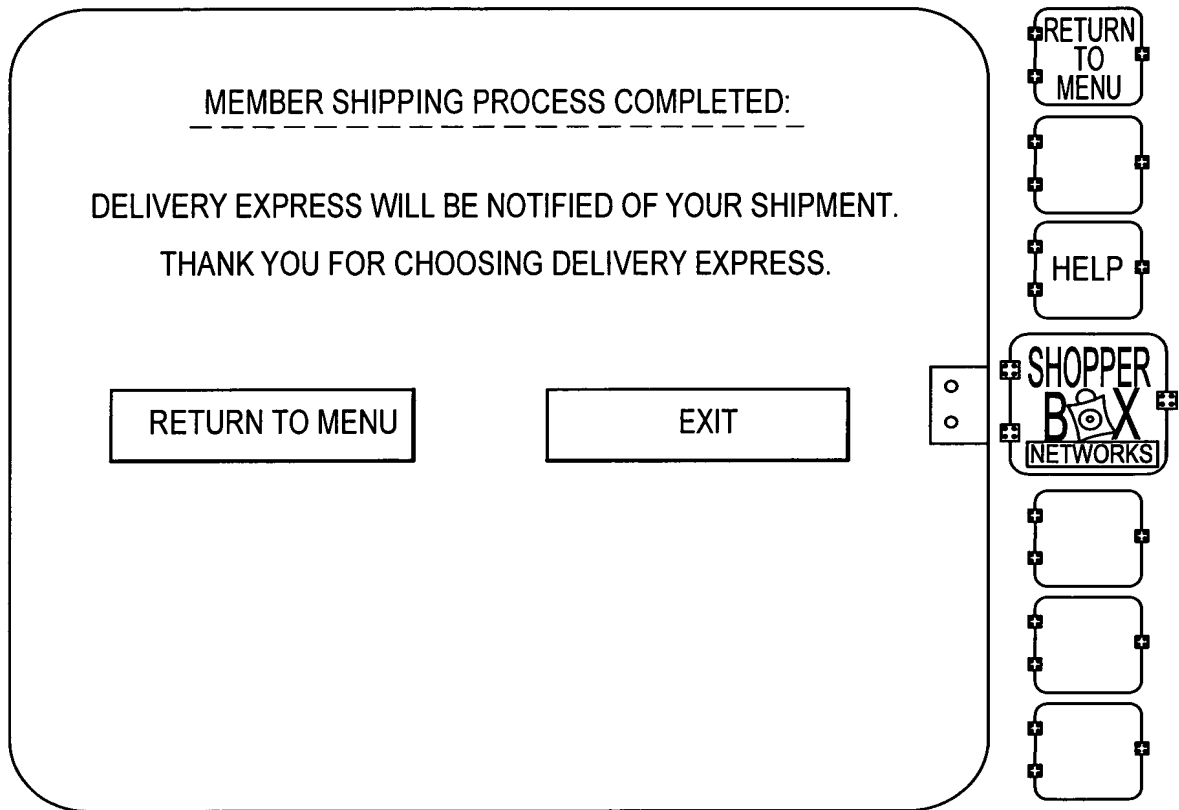 MEMBER SHIPPING PROCESS COMPLETED:
DELIVERY EXPRESS WILL BE NOTIFIED OF YOUR SHIPMENT.
THANK YOU FOR CHOOSING DELIVERY EXPRESS.
RETURN TO MENU
EXIT
RETURN
TO
MENU
HELP
SHOPPER
BOX
NETWORKS